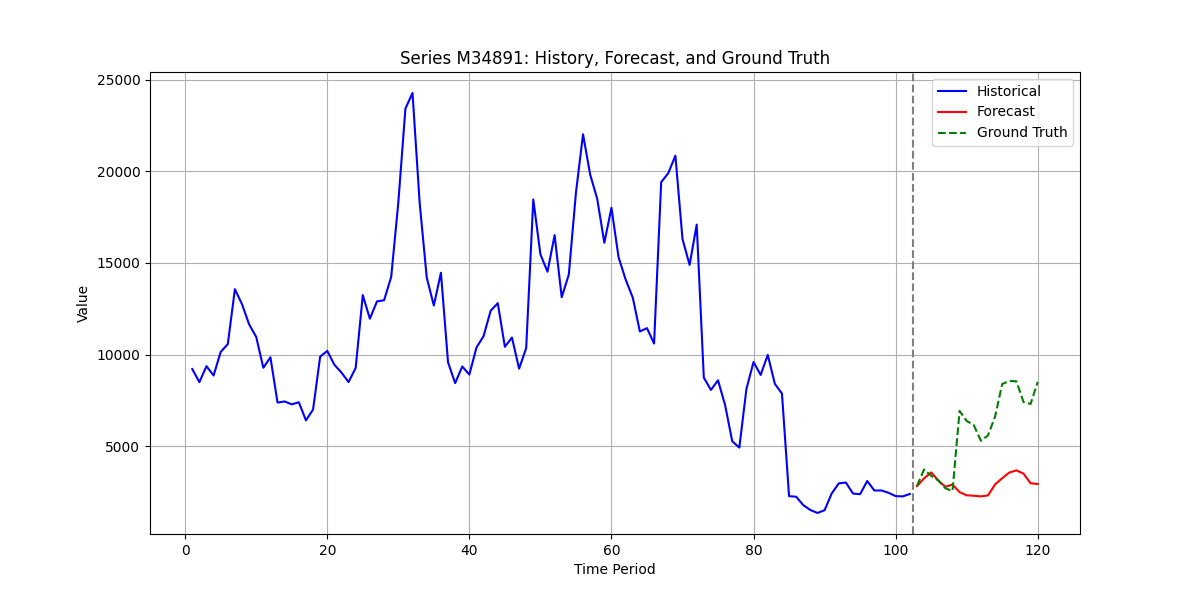 Series M34891: History, Forecast, and Ground Truth
25000
20000
15000
10000
5000
Value
Historical
Forecast
Ground Truth
0 20 40 60 80 100 120
Time Period